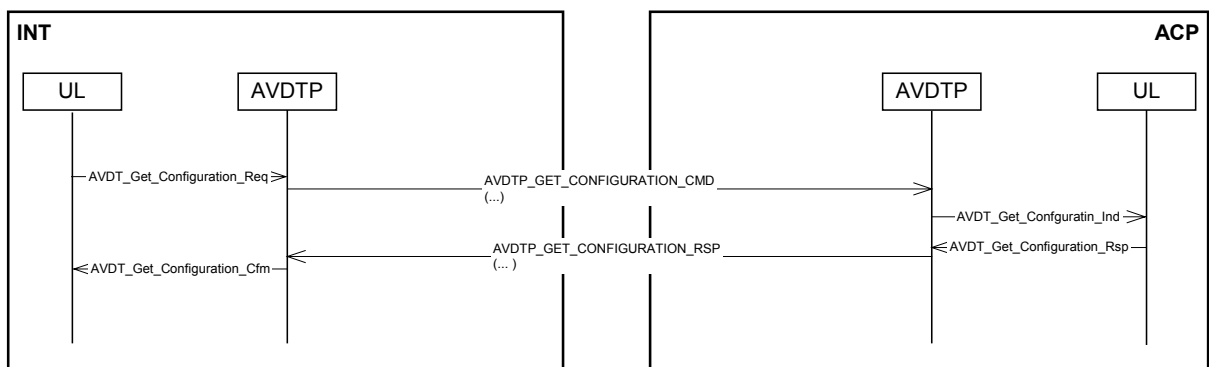 INT
ACP
UL
AVDTP
AVDTP
UL
AVDT_Get_Configuration_Req
AVDTP_GET_CONFIGURATION_CMD
(...)
AVDT_Get_Confguratin_Ind
AVDTP_GET_CONFIGURATION_RSP
(... )
AVDT_Get_Configuration_Rsp
AVDT_Get_Configuration_Cfm